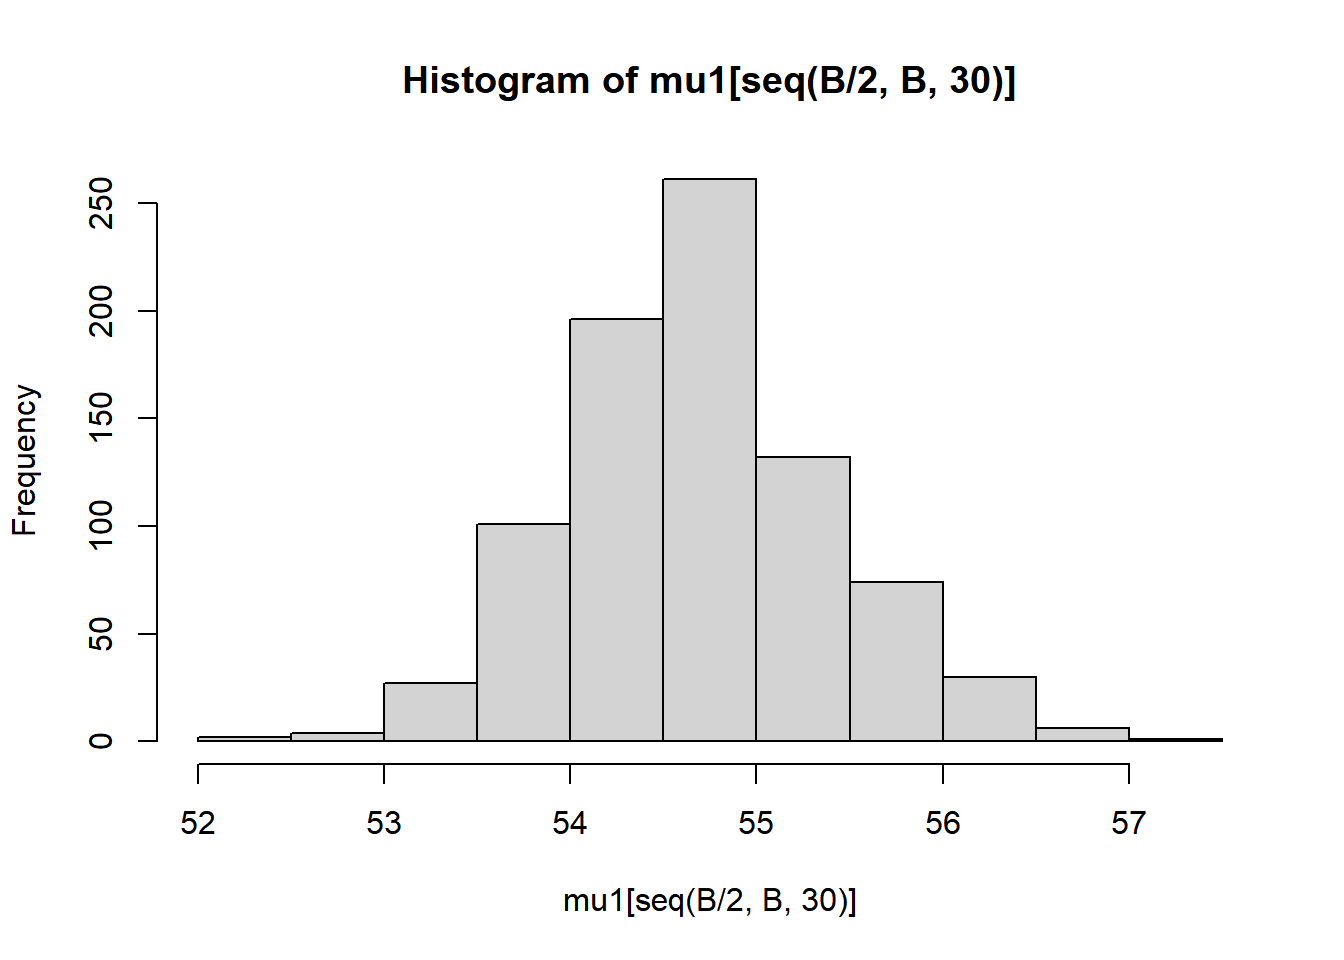 Histogram of mu1[seq(B/2, B, 30)]
Frequency
250
200
150
100
50
0
52 53 54 55 56 57
mu1[seq(B/2, B, 30)]